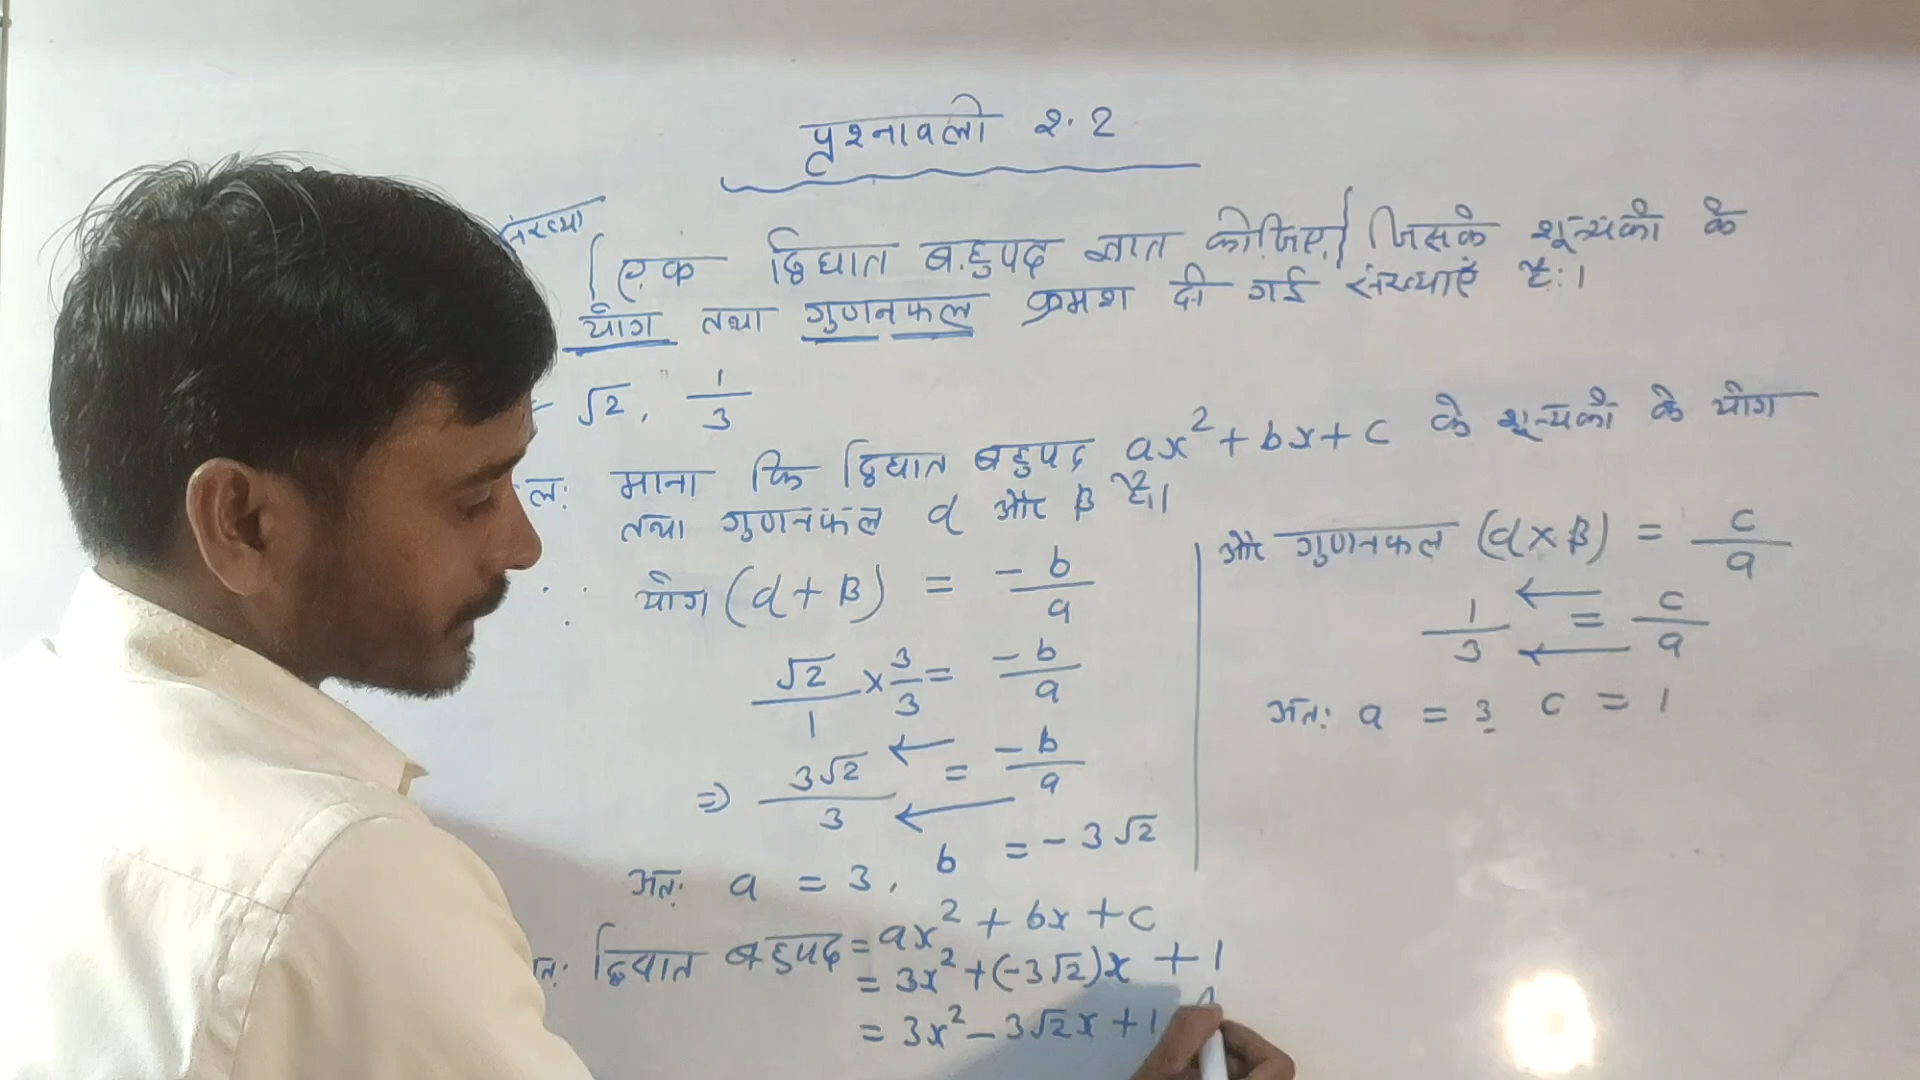 प्रश्नावली २.2
संख्या
{एक द्विघात बहुपद ज्ञात कीजिए} जिसके शून्यकों के
योग तथा गुणनफल क्रमश दी गई संख्याएँ हैं:।
√2, 1/3
ल: माना कि द्विघात बहुपद ax² + bx + c के शून्यकों के योग
तथा गुणनफल α और β है।
∴ योग (α + β) = -b/a
√2/1 × 3/3 = -b/a
⇒ 3√2/3 = -b/a
अतः a = 3, b = -3√2
और गुणनफल (α × β) = c/a
1/3 = c/a
अतः a = 3 c = 1
तः द्विघात बहुपद = ax² + bx + c
= 3x² + (-3√2)x + 1
= 3x² - 3√2x + 1